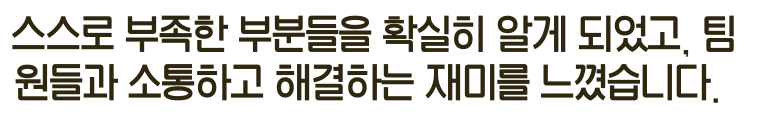 스스로 부족한 부분들을 확실히 알게 되었고, 팀
원들과 소통하고 해결하는 재미를 느꼈습니다.